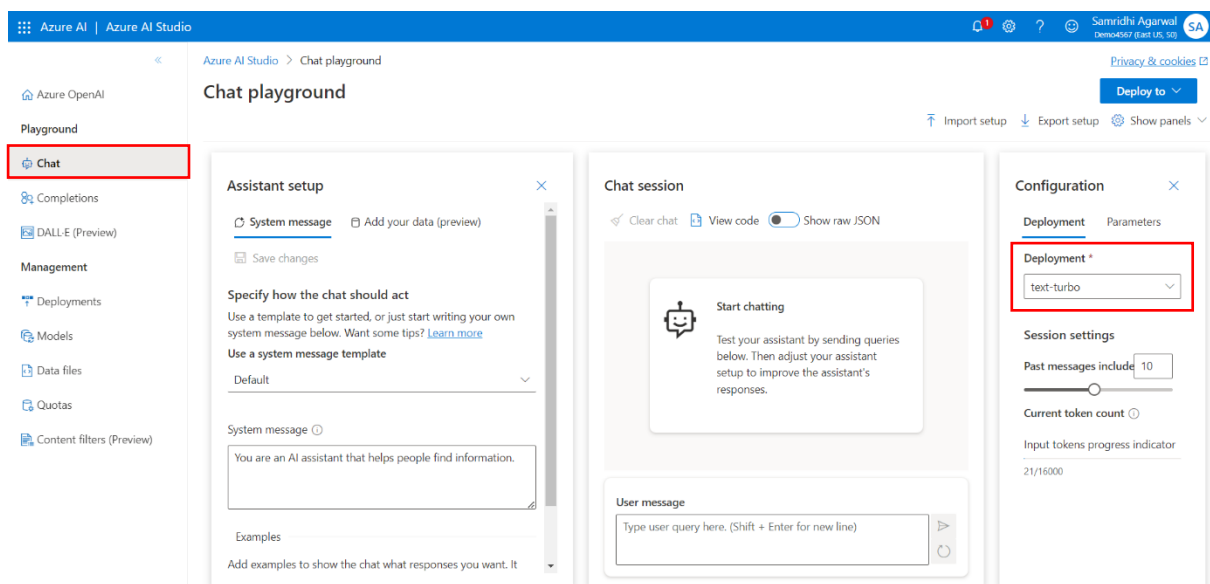 Azure AI | Azure AI Studio
1
Samridhi Agarwal
Demo4567 (East US, S0)
SA
Azure AI Studio > Chat playground
Privacy & cookies
Azure OpenAI
Chat playground
Deploy to
Import setup
Export setup
Show panels
Playground
Chat
Completions
DALL·E (Preview)
Management
Deployments
Models
Data files
Quotas
Content filters (Preview)
Assistant setup
System message
Add your data (preview)
Save changes
Specify how the chat should act
Use a template to get started, or just start writing your own
system message below. Want some tips? Learn more
Use a system message template
Default
System message
You are an AI assistant that helps people find information.
Examples
Add examples to show the chat what responses you want. It
Chat session
Clear chat
View code
Show raw JSON
Start chatting
Test your assistant by sending queries
below. Then adjust your assistant
setup to improve the assistant's
responses.
User message
Type user query here. (Shift + Enter for new line)
Configuration
Deployment
Parameters
Deployment *
text-turbo
Session settings
Past messages include 10
Current token count
Input tokens progress indicator
21/16000